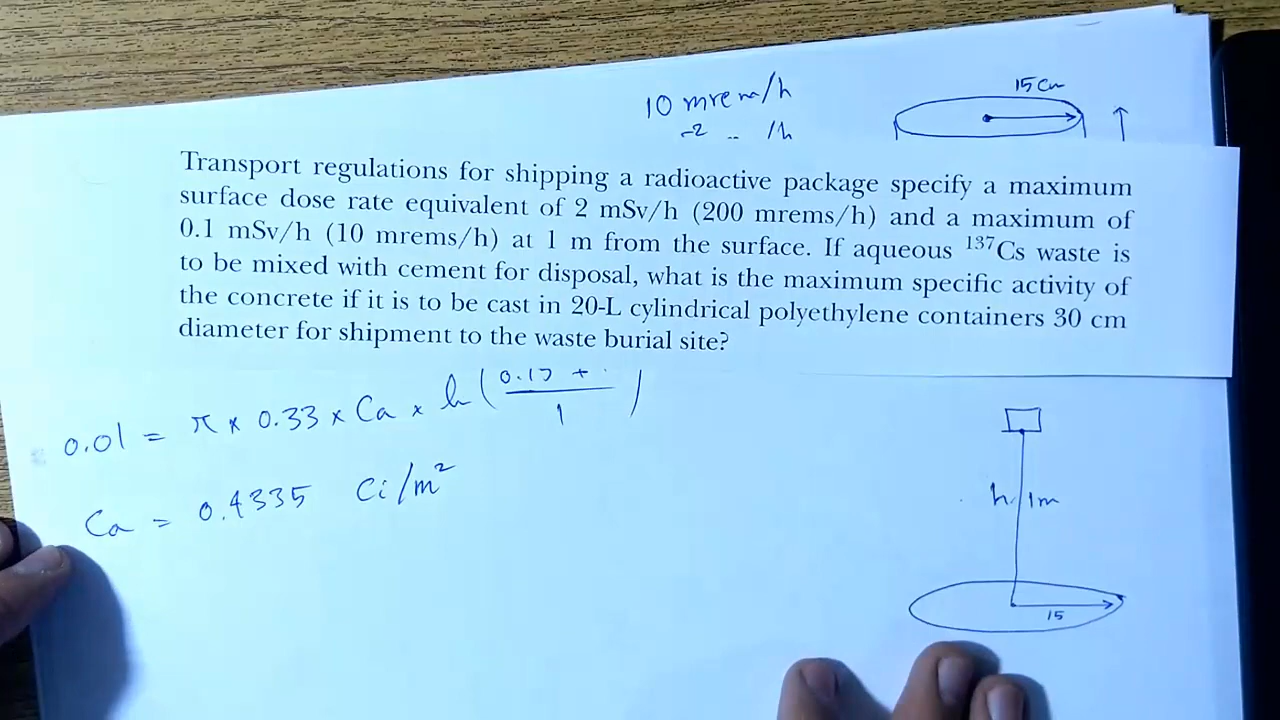 10 mrem/h
-2 .. /h
15 Cm
Transport regulations for shipping a radioactive package specify a maximum
surface dose rate equivalent of 2 mSv/h (200 mrems/h) and a maximum of
0.1 mSv/h (10 mrems/h) at 1 m from the surface. If aqueous ¹³⁷Cs waste is
to be mixed with cement for disposal, what is the maximum specific activity of
the concrete if it is to be cast in 20-L cylindrical polyethylene containers 30 cm
diameter for shipment to the waste burial site?
0.01 = π × 0.33 × Ca × ln( / 1 )
Ca = 0.4335 Ci/m²
h 1m
15